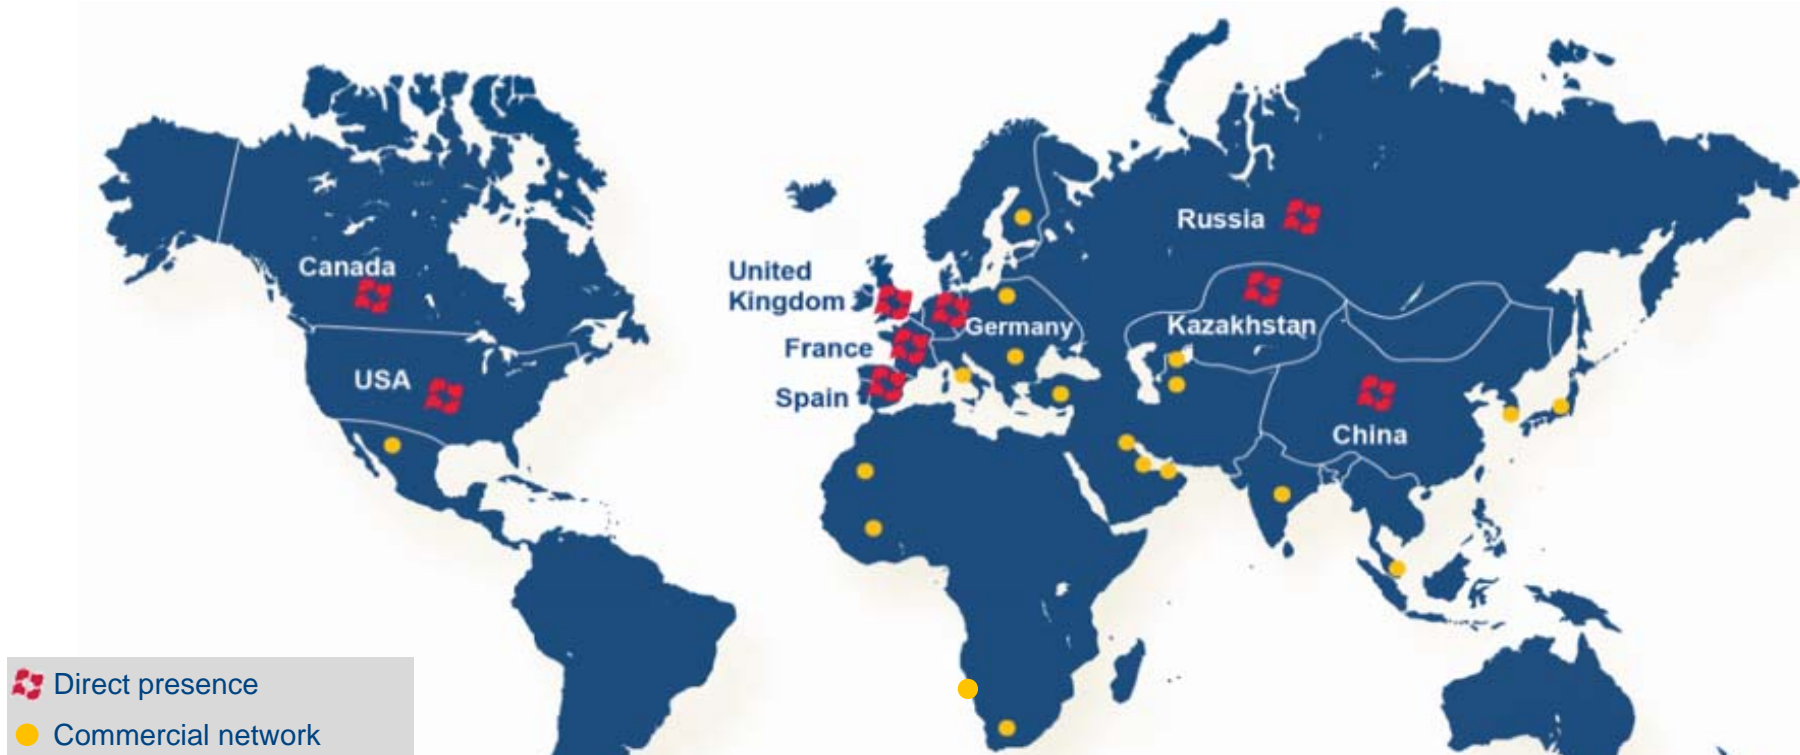 Canada
USA
United
Kingdom
France
Spain
Germany
Russia
Kazakhstan
China
Direct presence
Commercial network